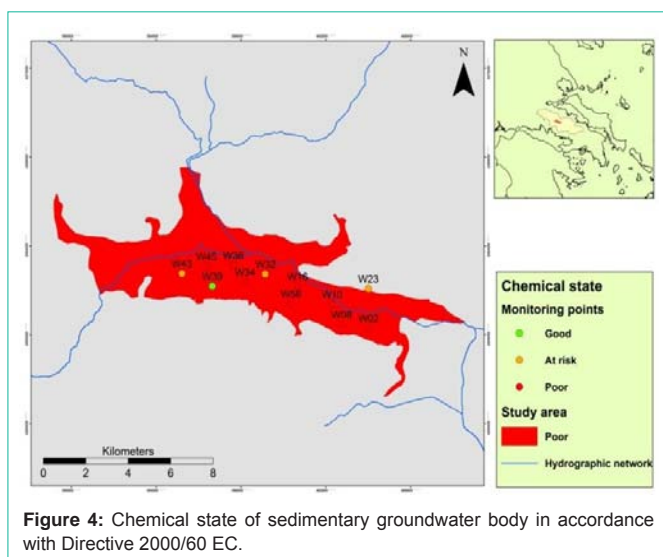 N
W43
W45
W38
W39
W34
W32
W16
W23
W56
W10
W08
W02
Kilometers
0 2 4 6 8
Chemical state
Monitoring points
Good
At risk
Poor
Study area
Poor
Hydrographic network
Figure 4: Chemical state of sedimentary groundwater body in accordance
with Directive 2000/60 EC.